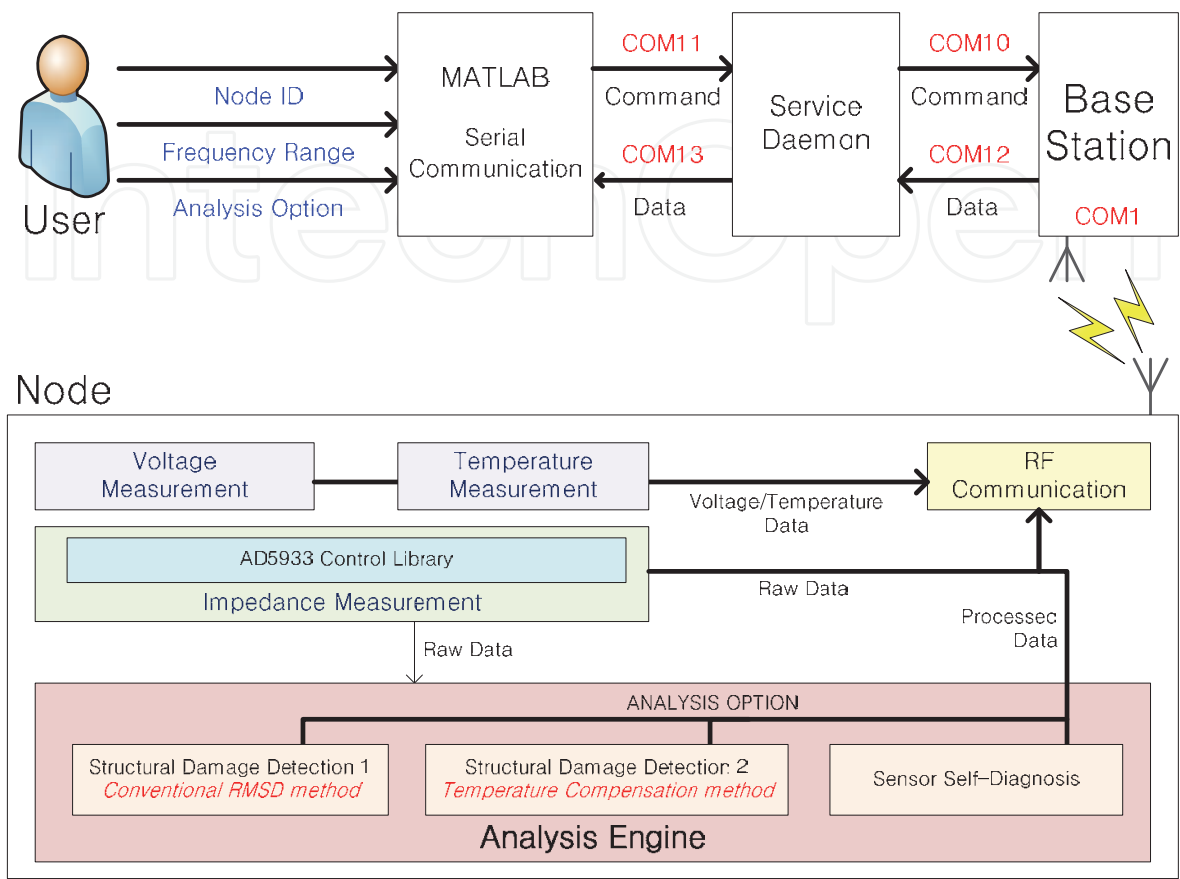 COM11
COM10
MATLAB
Command
Command
Base
Station
Node ID
Service
Daemon
Serial
Communication
Frequency Range
COM13
COM12
Analysis Option
Data
Data
User
COM1
IntechOpen
Node
Voltage
Measurement
Temperature
Measurement
RF
Communication
Voltage/Temperature
Data
AD5933 Control Library
Impedance Measurement
Raw Data
Processec
Data
Raw Data
ANALYSIS OPTION
Structural Damage Detection 1
Conventional RMSD method
Structural Damage Detection 2
Temperature Compensation method
Sensor Self-Diagnosis
Analysis Engine